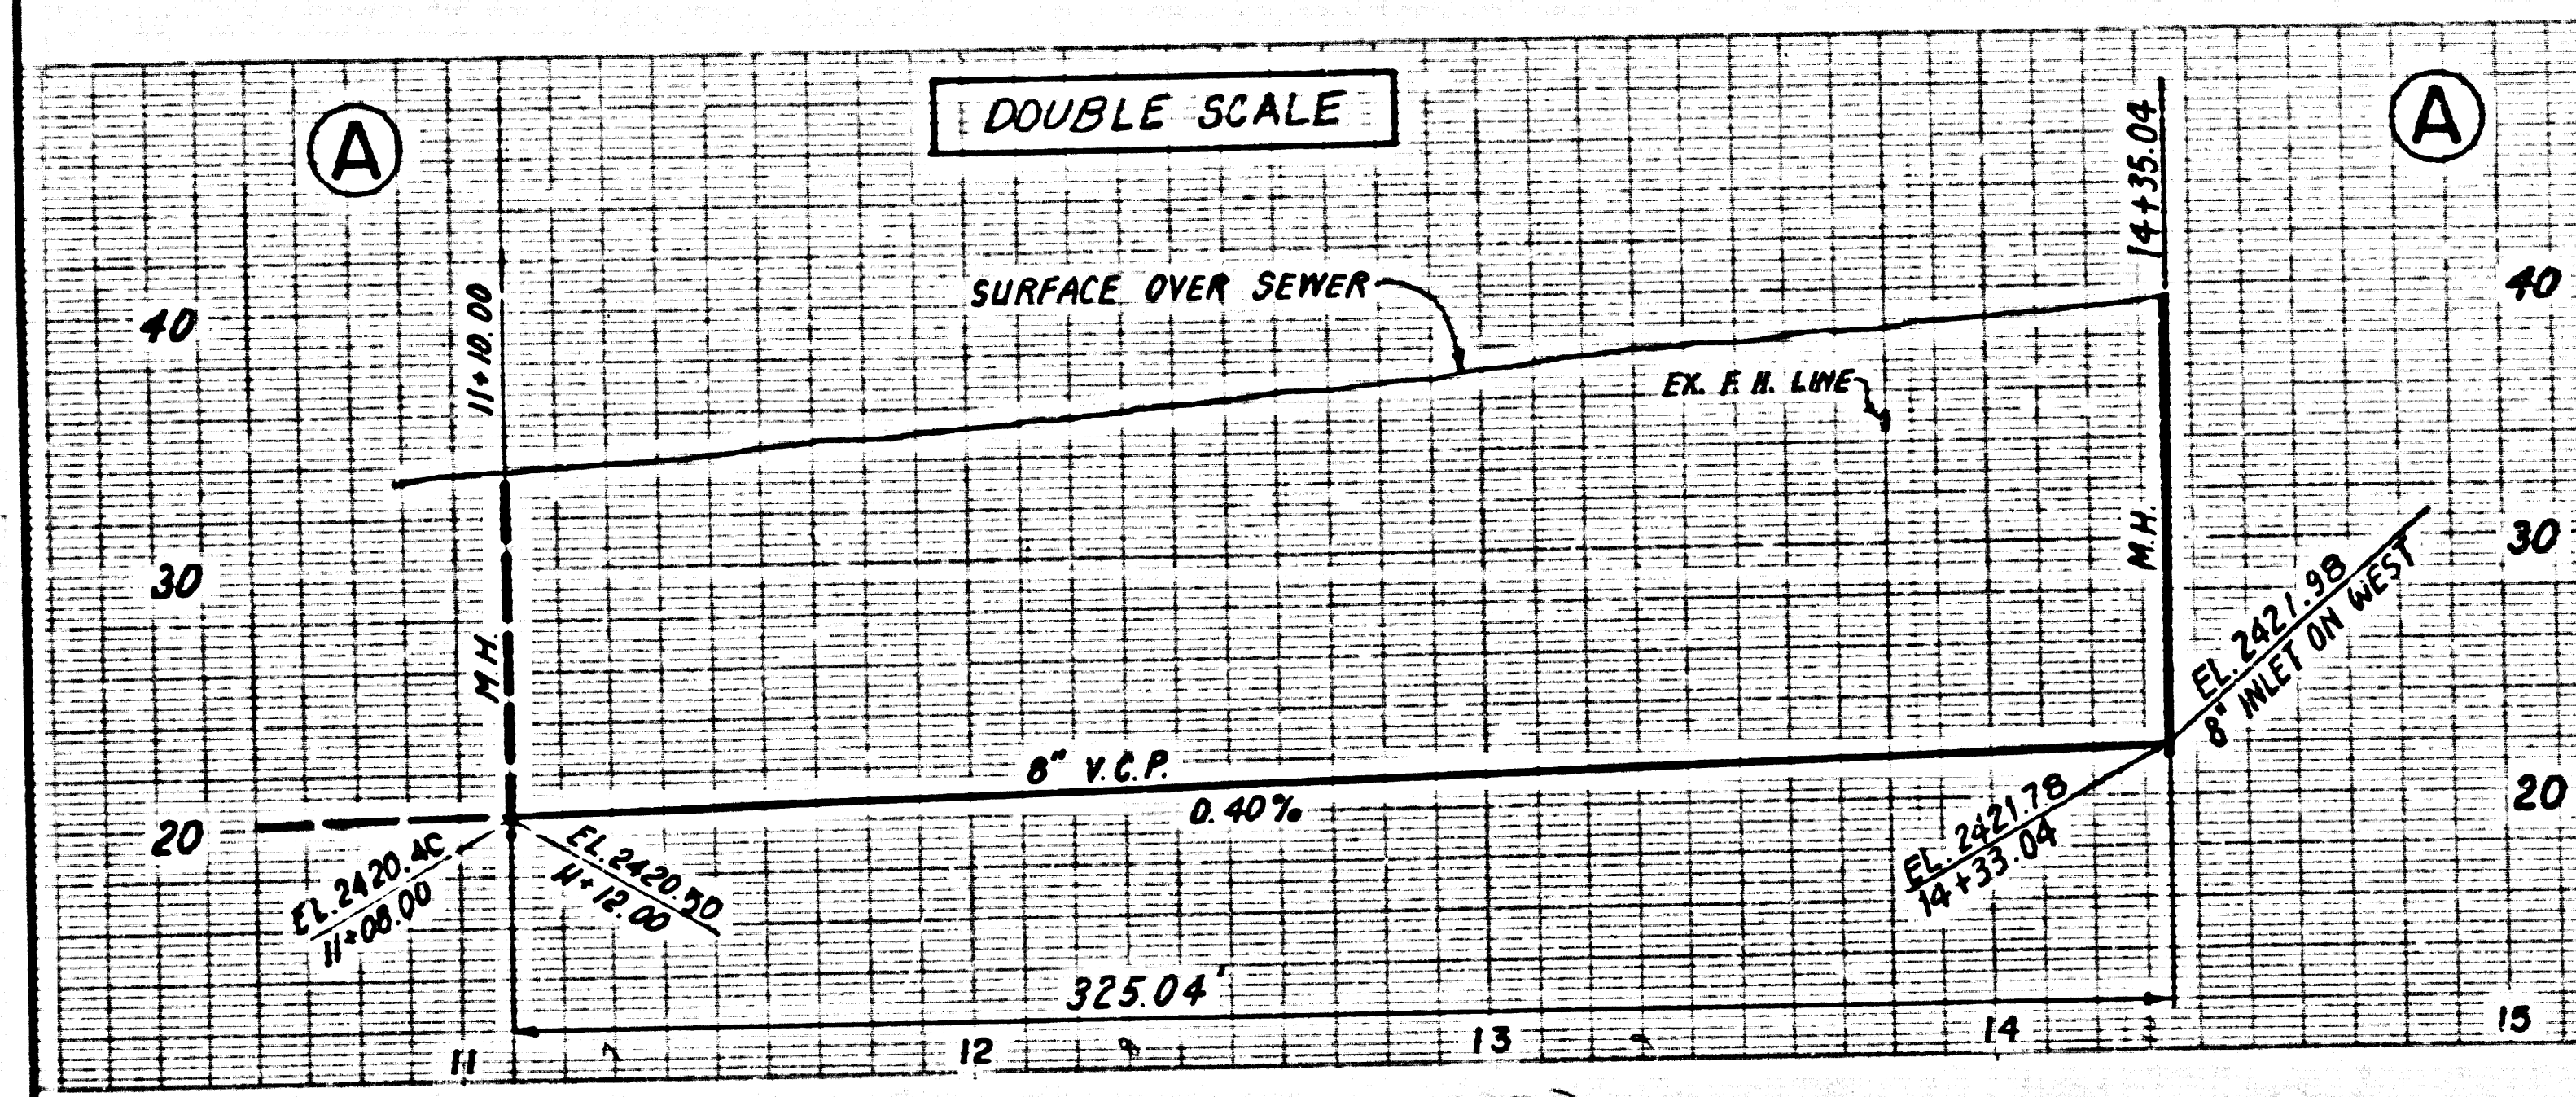 DOUBLE SCALE
A
A
14+35.04
11+10.00
SURFACE OVER SEWER
40
40
EX. F. H. LINE
30
30
M.H.
M.H.
EL. 2421.98
8" INLET ON WEST
8" V.C.P.
0.40%
20
20
EL. 2420.40
11+08.00
EL. 2420.50
11+12.00
EL. 2421.78
14+33.04
325.04'
11
12
13
14
15